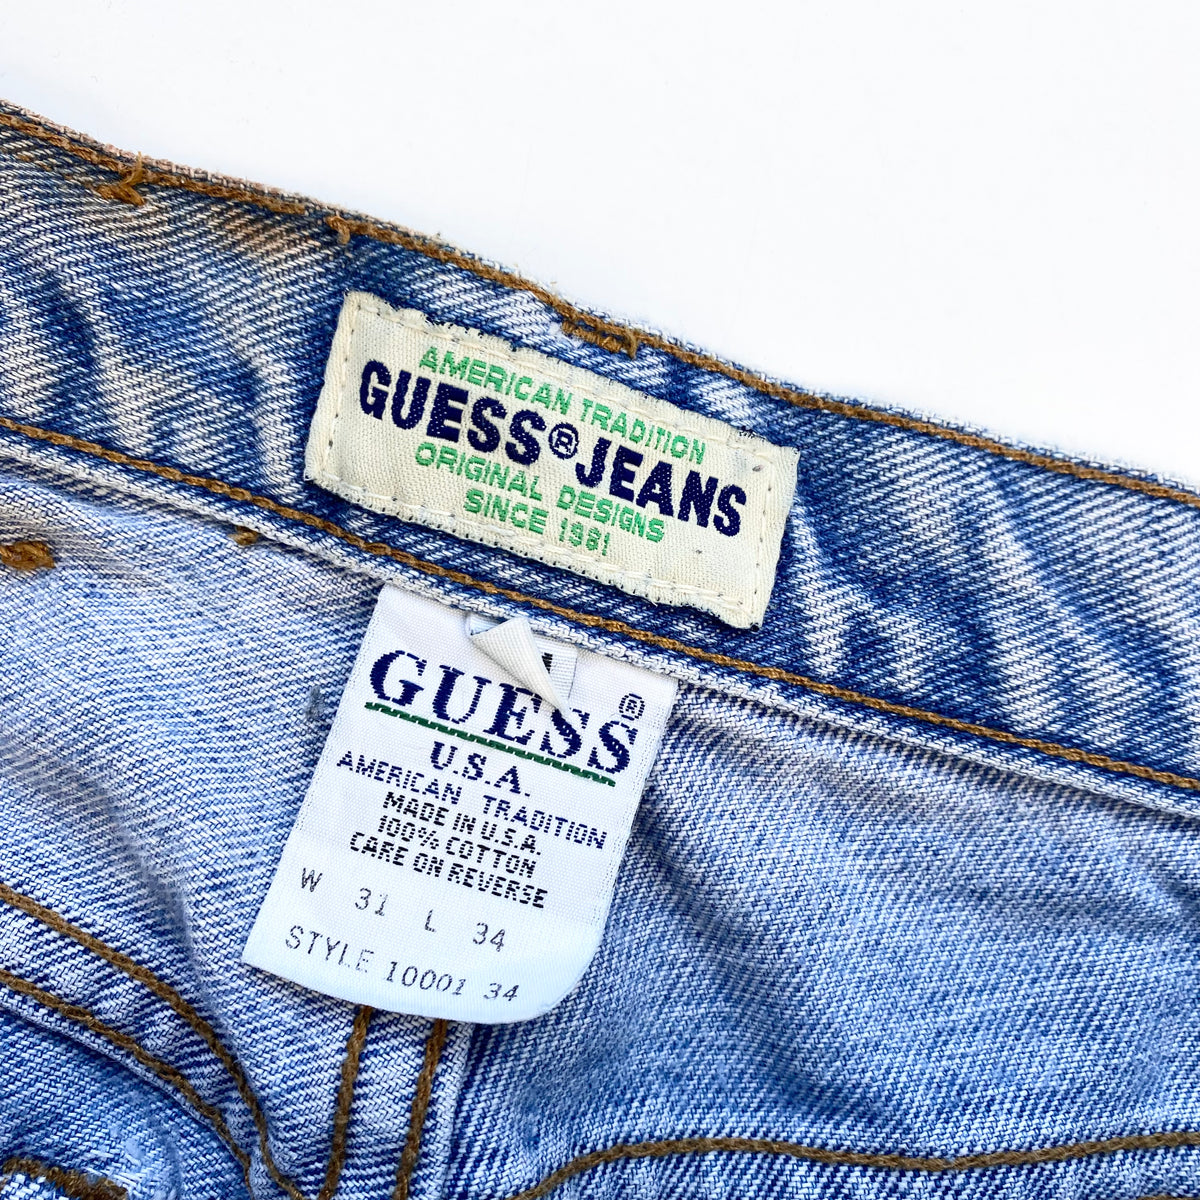 AMERICAN TRADITION
GUESS® JEANS
ORIGINAL DESIGNS
SINCE 1981
GUESS®
U.S.A.
AMERICAN TRADITION
MADE IN U.S.A.
100% COTTON
CARE ON REVERSE
W 31 L 34
STYLE 10001 34